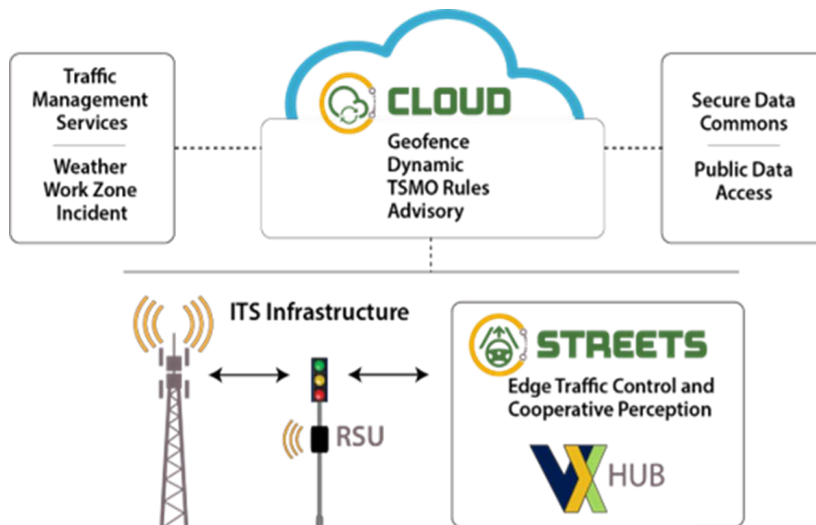 Traffic
Management
Services
Weather
Work Zone
Incident
CLOUD
Geofence
Dynamic
TSMO Rules
Advisory
Secure Data
Commons
Public Data
Access
ITS Infrastructure
RSU
STREETS
Edge Traffic Control and
Cooperative Perception
VX HUB